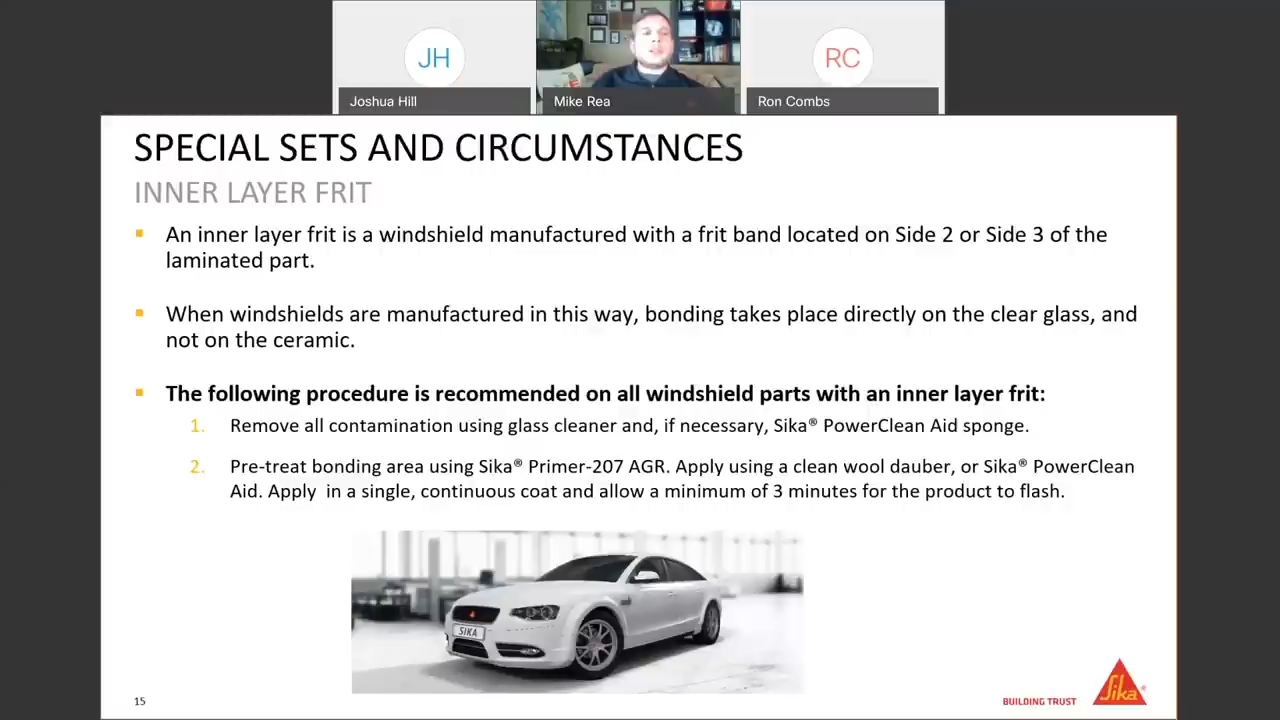 JH
RC
Joshua Hill
Mike Rea
Ron Combs
SPECIAL SETS AND CIRCUMSTANCES
INNER LAYER FRIT
An inner layer frit is a windshield manufactured with a frit band located on Side 2 or Side 3 of the
laminated part.
When windshields are manufactured in this way, bonding takes place directly on the clear glass, and
not on the ceramic.
The following procedure is recommended on all windshield parts with an inner layer frit:
1. Remove all contamination using glass cleaner and, if necessary, Sika® PowerClean Aid sponge.
2. Pre-treat bonding area using Sika® Primer-207 AGR. Apply using a clean wool dauber, or Sika® PowerClean
Aid. Apply in a single, continuous coat and allow a minimum of 3 minutes for the product to flash.
SIKA
15
BUILDING TRUST
Sika®